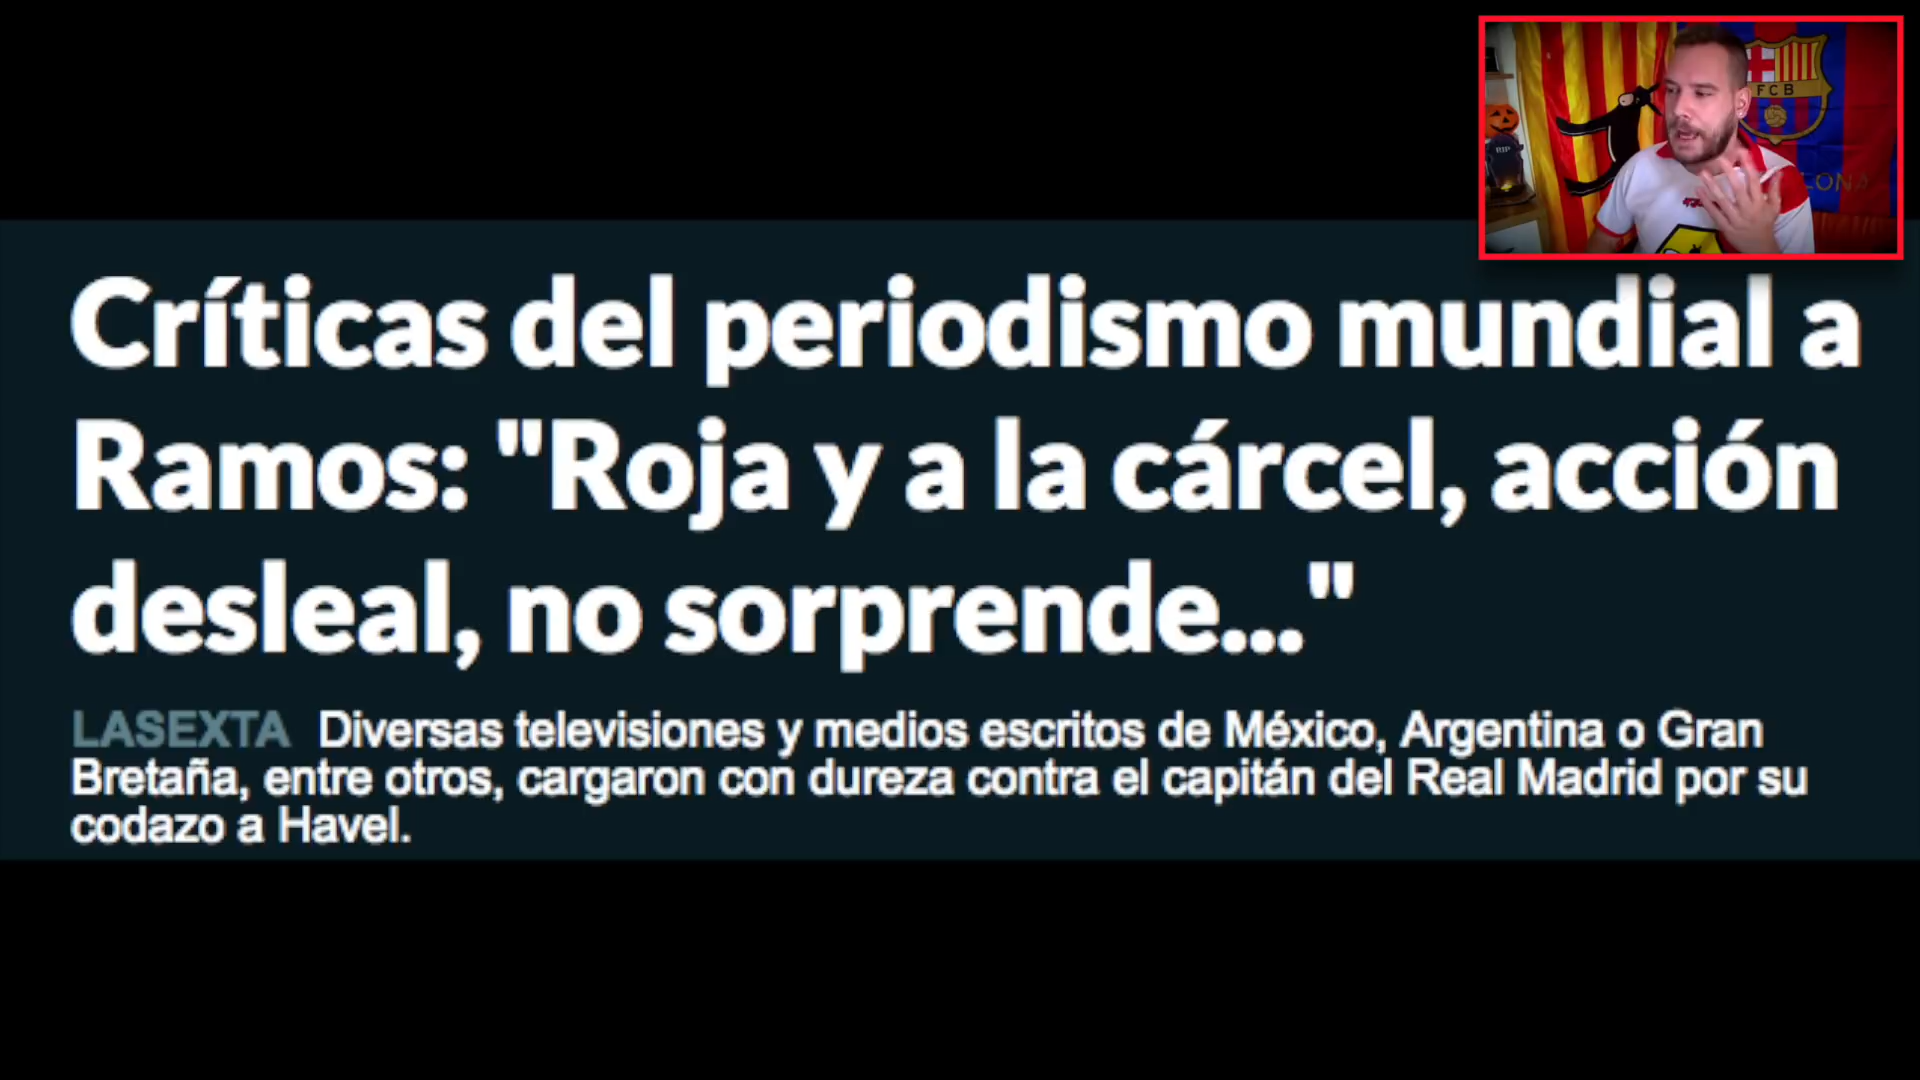 Críticas del periodismo mundial a
Ramos: "Roja y a la cárcel, acción
desleal, no sorprende..."
LASEXTA Diversas televisiones y medios escritos de México, Argentina o Gran
Bretaña, entre otros, cargaron con dureza contra el capitán del Real Madrid por su
codazo a Havel.
FCB
RIP